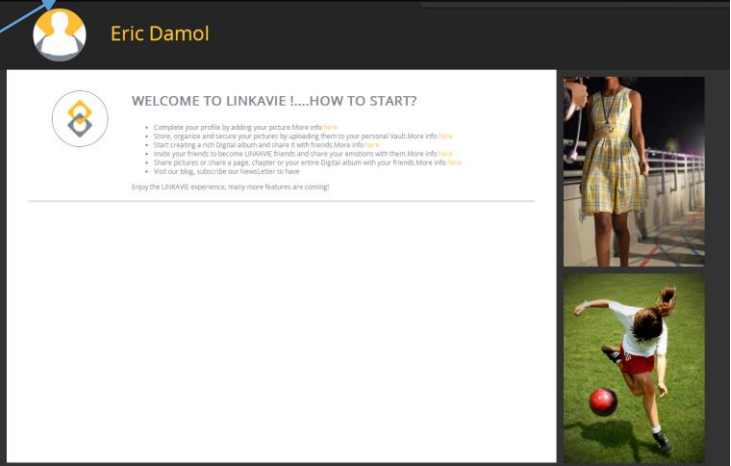 Eric Damol
WELCOME TO LINKAVIE !....HOW TO START?
Complete your profile by adding your picture.More info here
Store, organize and secure your pictures by uploading them to your personal Vault.More info here
Start creating a rich Digital album and share it with friends.More info here
Invite your friends to become LINKAVIE friends and share your emotions with them.More info here
Share pictures or share a page, chapter or your entire Digital album with your friends.More info here
Visit our blog, subscribe our NewsLetter to have
Enjoy the LINKAVIE experience, many more features are coming!